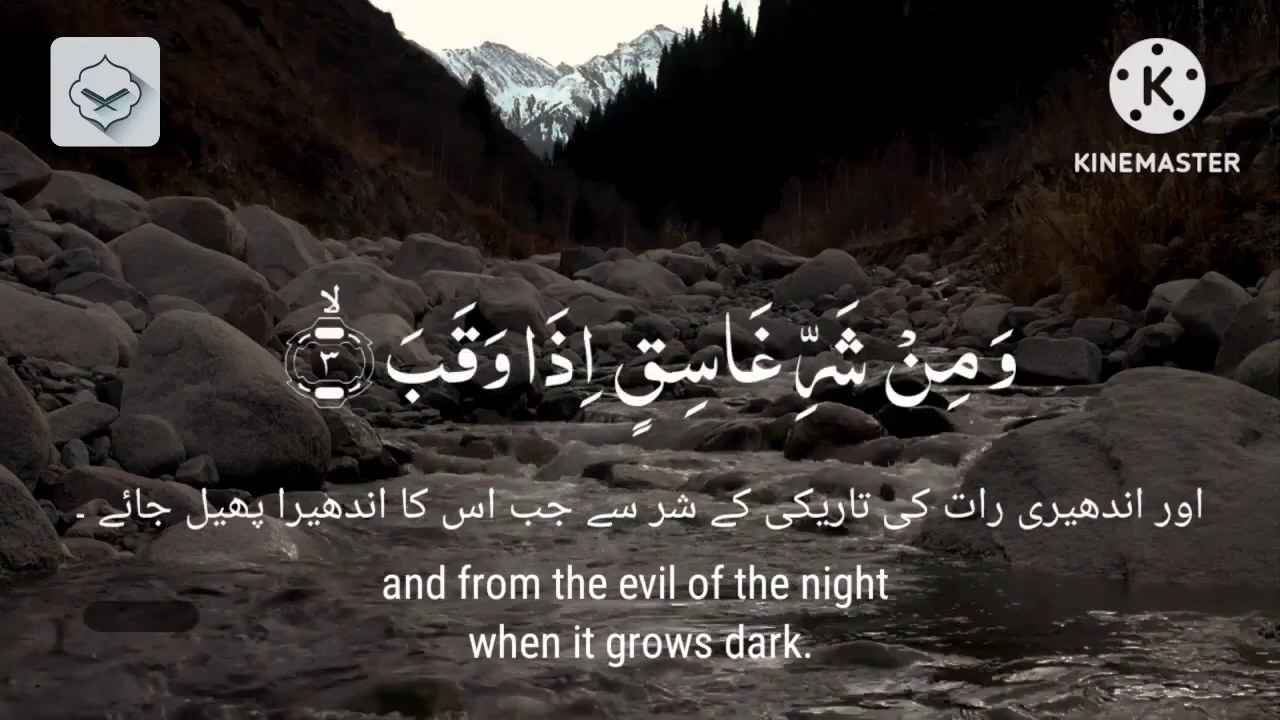 KINEMASTER
وَمِنْ شَرِّ غَاسِقٍ اِذَا وَقَبَ ۙ﴿۳﴾
اور اندھیری رات کی تاریکی کے شر سے جب اس کا اندھیرا پھیل جائے ۔
and from the evil of the night
when it grows dark.